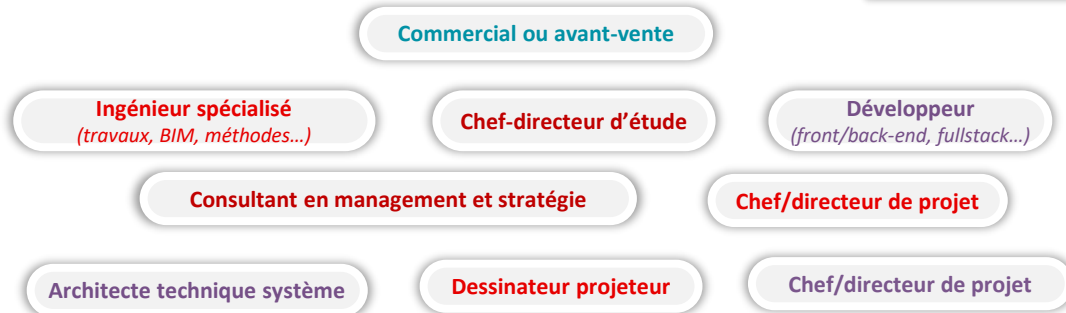 Commercial ou avant-vente
Ingénieur spécialisé
(travaux, BIM, méthodes...)
Chef-directeur d'étude
Développeur
(front/back-end, fullstack...)
Consultant en management et stratégie
Chef/directeur de projet
Architecte technique système
Dessinateur projeteur
Chef/directeur de projet